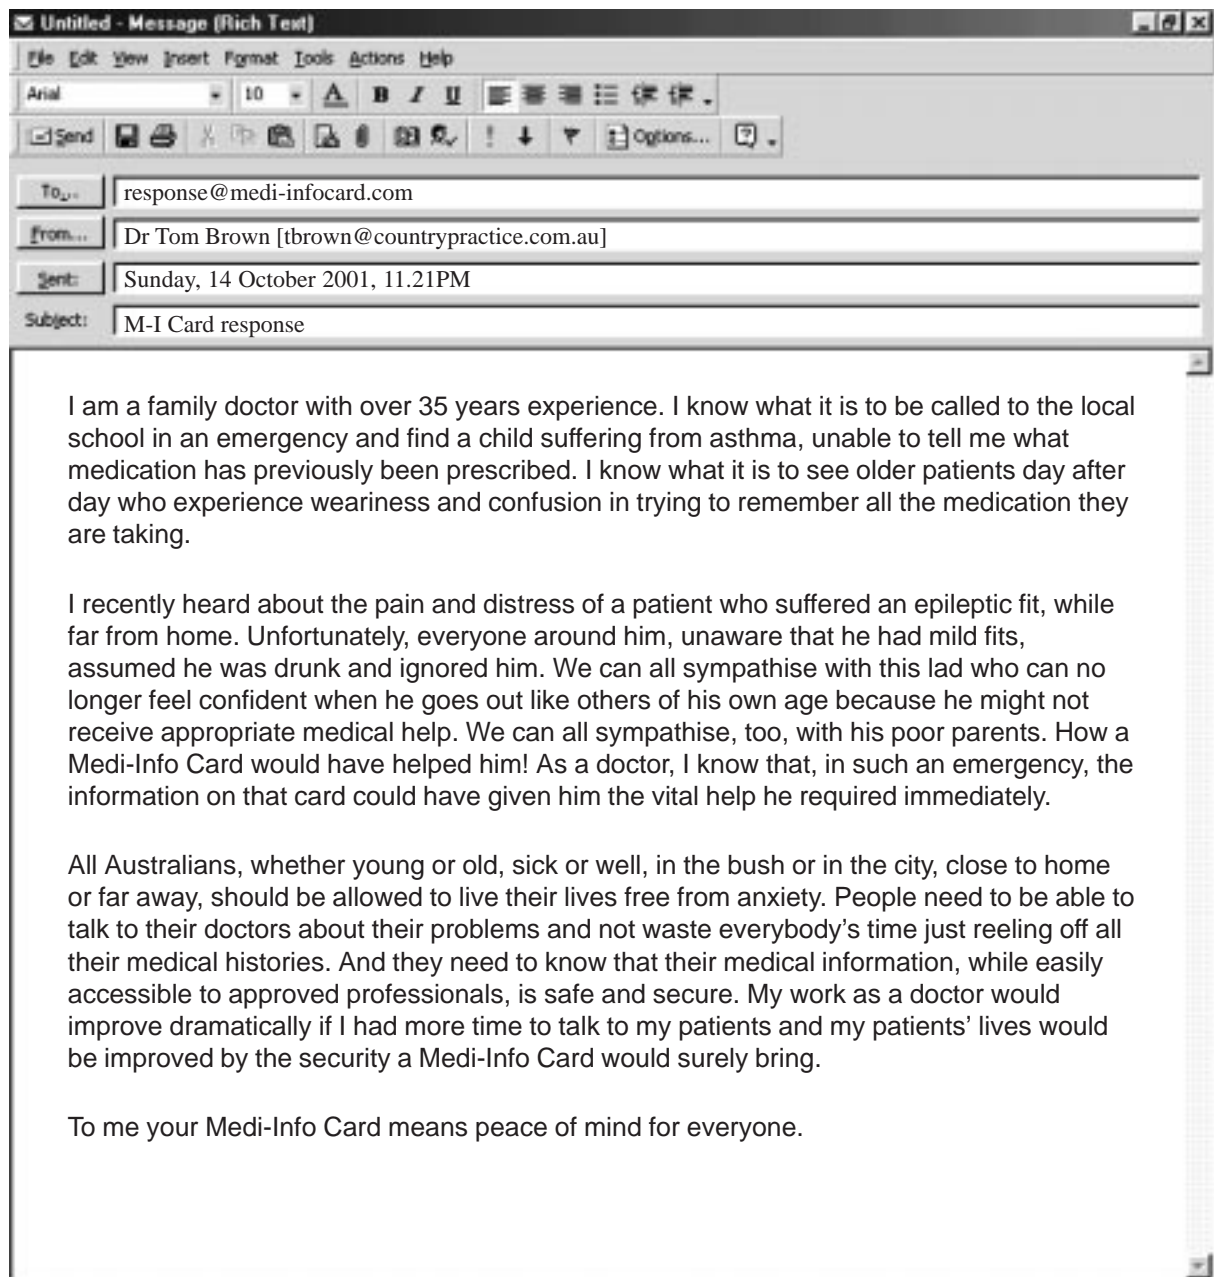 Untitled - Message (Rich Text)
File Edit View Insert Format Tools Actions Help
Arial 10 A B I U
Send Options...
To... response@medi-infocard.com
From... Dr Tom Brown [tbrown@countrypractice.com.au]
Sent: Sunday, 14 October 2001, 11.21PM
Subject: M-I Card response
I am a family doctor with over 35 years experience. I know what it is to be called to the local
school in an emergency and find a child suffering from asthma, unable to tell me what
medication has previously been prescribed. I know what it is to see older patients day after
day who experience weariness and confusion in trying to remember all the medication they
are taking.
I recently heard about the pain and distress of a patient who suffered an epileptic fit, while
far from home. Unfortunately, everyone around him, unaware that he had mild fits,
assumed he was drunk and ignored him. We can all sympathise with this lad who can no
longer feel confident when he goes out like others of his own age because he might not
receive appropriate medical help. We can all sympathise, too, with his poor parents. How a
Medi-Info Card would have helped him! As a doctor, I know that, in such an emergency, the
information on that card could have given him the vital help he required immediately.
All Australians, whether young or old, sick or well, in the bush or in the city, close to home
or far away, should be allowed to live their lives free from anxiety. People need to be able to
talk to their doctors about their problems and not waste everybody's time just reeling off all
their medical histories. And they need to know that their medical information, while easily
accessible to approved professionals, is safe and secure. My work as a doctor would
improve dramatically if I had more time to talk to my patients and my patients' lives would
be improved by the security a Medi-Info Card would surely bring.
To me your Medi-Info Card means peace of mind for everyone.